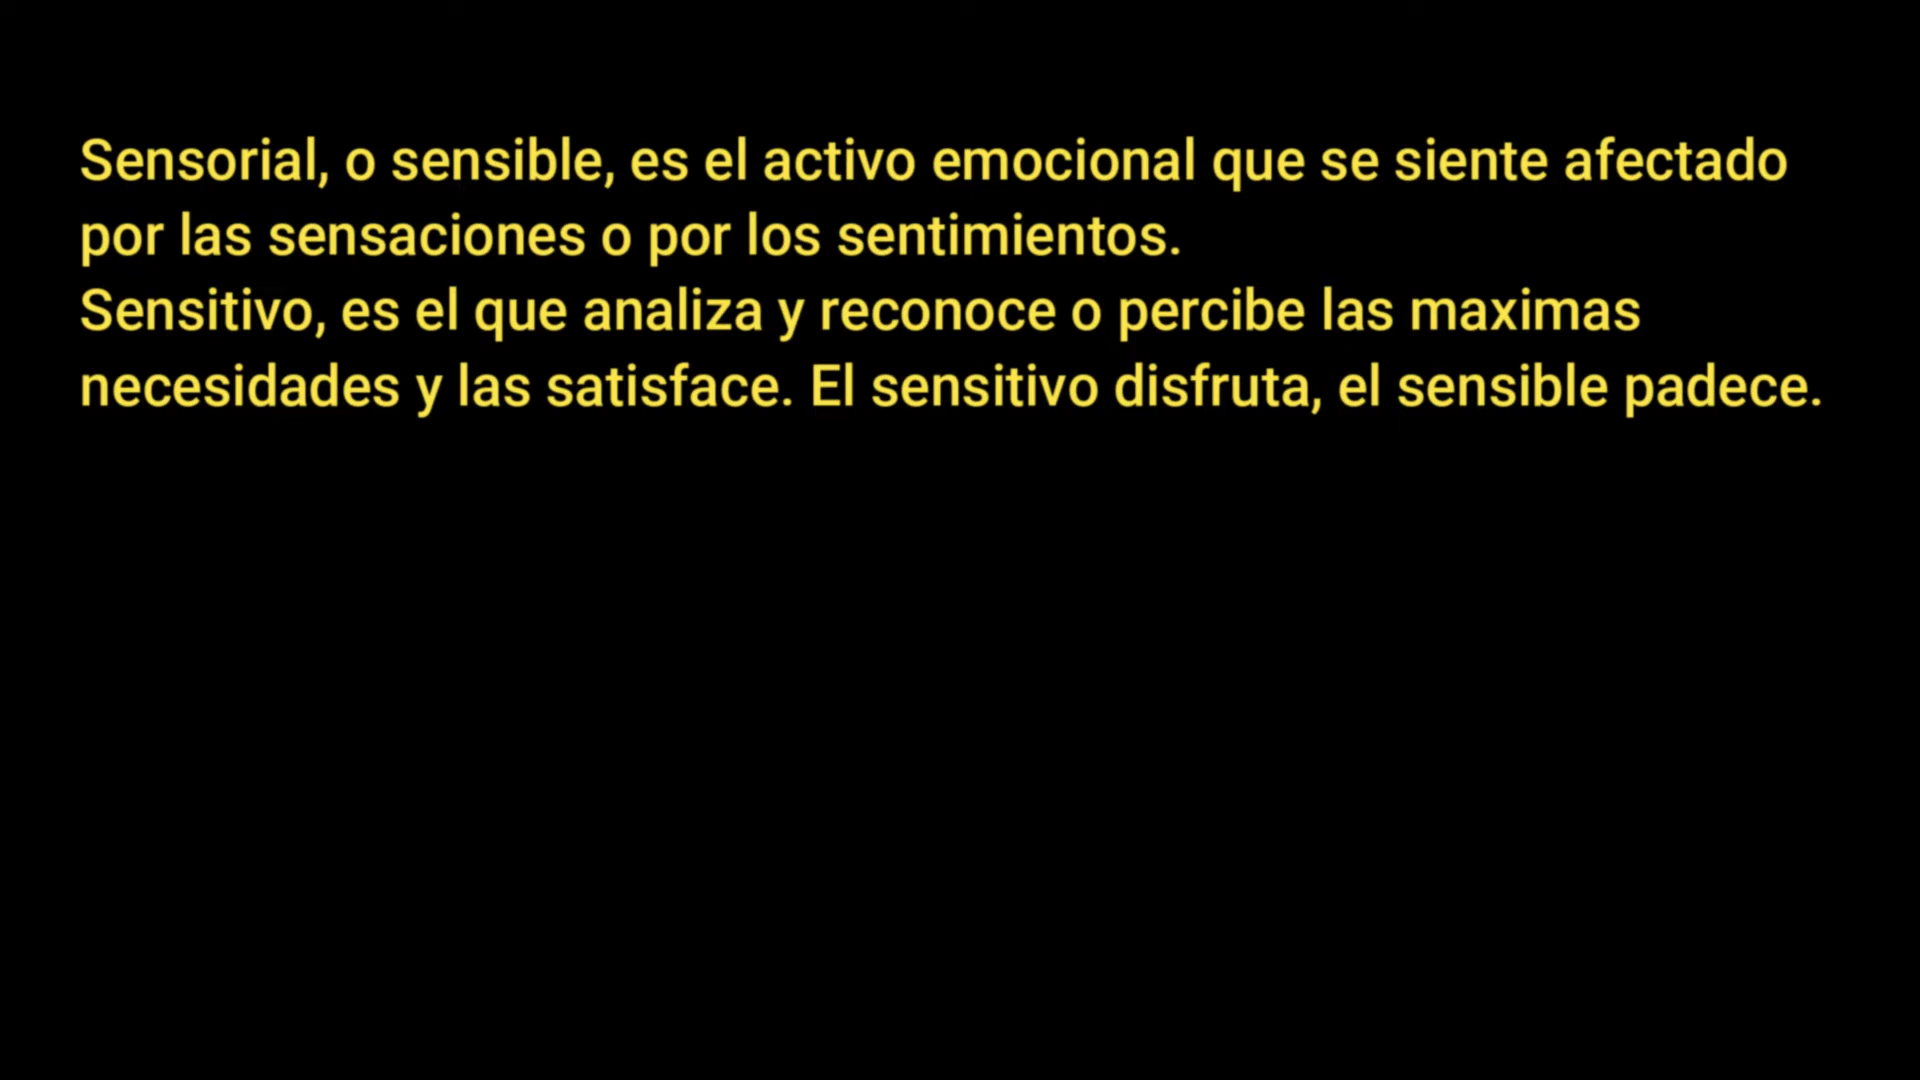 Sensorial, o sensible, es el activo emocional que se siente afectado
por las sensaciones o por los sentimientos.
Sensitivo, es el que analiza y reconoce o percibe las maximas
necesidades y las satisface. El sensitivo disfruta, el sensible padece.